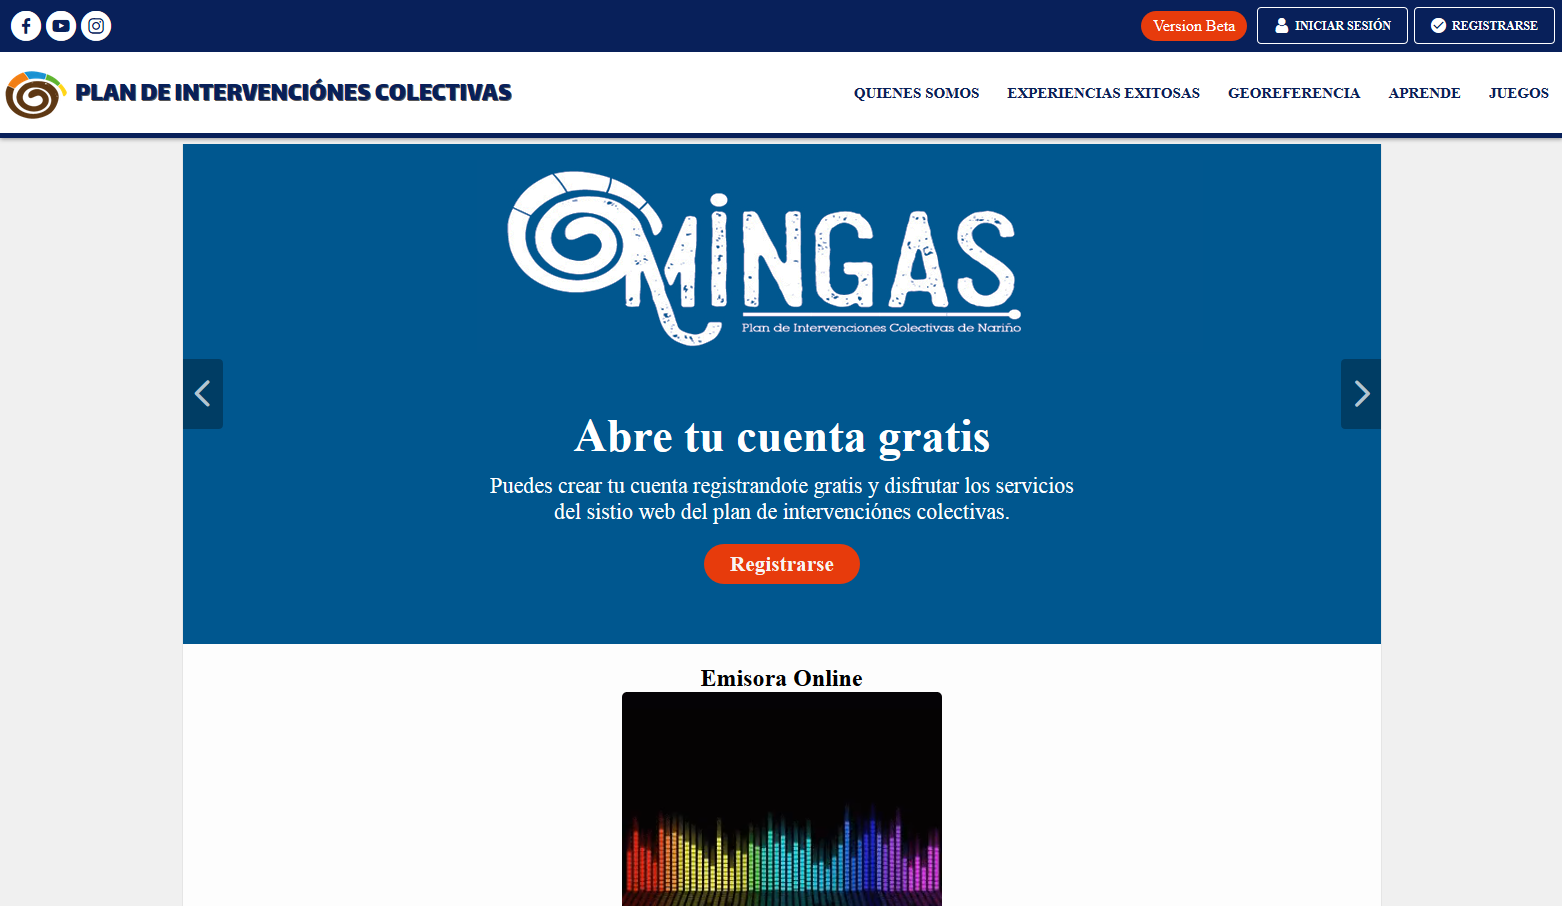 Version Beta
INICIAR SESIÓN
REGISTRARSE
PLAN DE INTERVENCIÓNES COLECTIVAS
QUIENES SOMOS
EXPERIENCIAS EXITOSAS
GEOREFERENCIA
APRENDE
JUEGOS
MINGAS
Plan de Intervenciones Colectivas de Nariño
Abre tu cuenta gratis
Puedes crear tu cuenta registrandote gratis y disfrutar los servicios
del sistio web del plan de intervenciónes colectivas.
Registrarse
Emisora Online